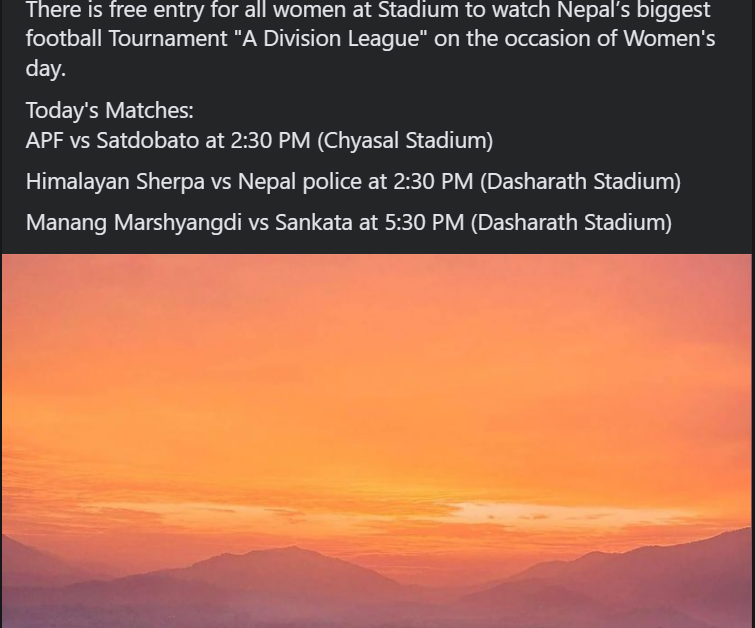 There is free entry for all women at Stadium to watch Nepal's biggest
football Tournament "A Division League" on the occasion of Women's
day.
Today's Matches:
APF vs Satdobato at 2:30 PM (Chyasal Stadium)
Himalayan Sherpa vs Nepal police at 2:30 PM (Dasharath Stadium)
Manang Marshyangdi vs Sankata at 5:30 PM (Dasharath Stadium)